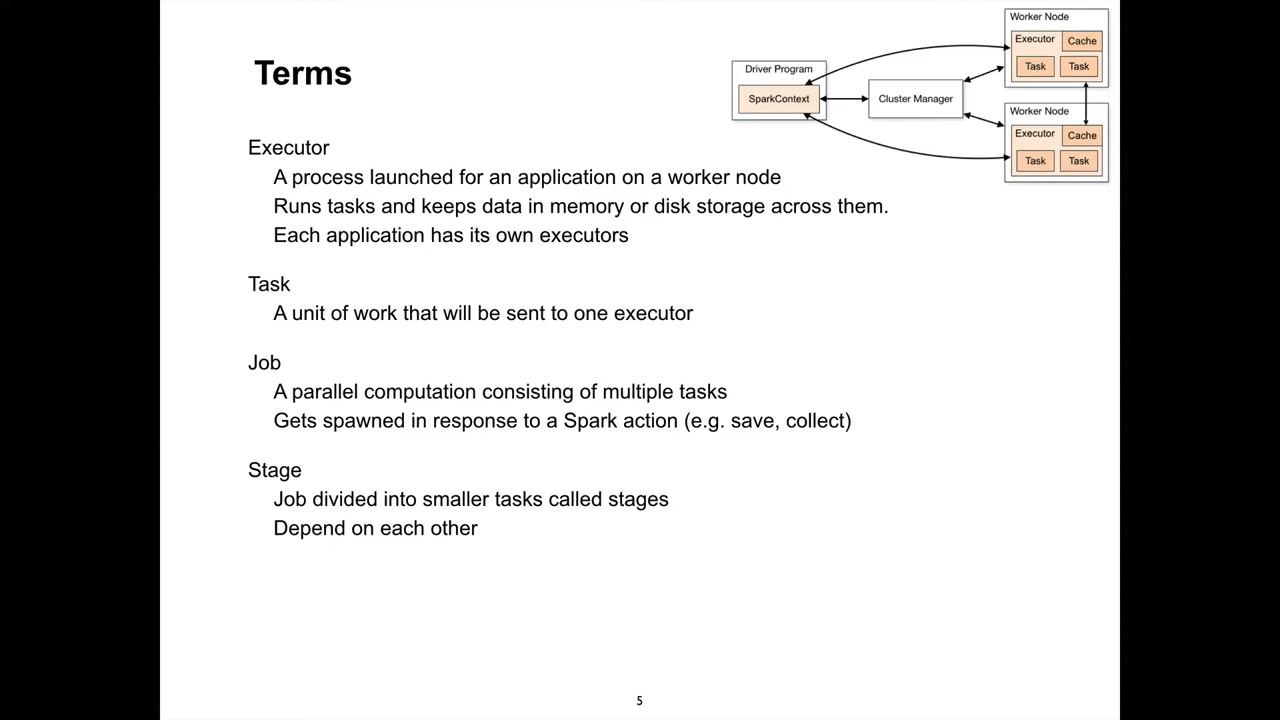 Terms
Driver Program
SparkContext
Cluster Manager
Worker Node
Executor
Cache
Task
Task
Worker Node
Executor
Cache
Task
Task
Executor
A process launched for an application on a worker node
Runs tasks and keeps data in memory or disk storage across them.
Each application has its own executors
Task
A unit of work that will be sent to one executor
Job
A parallel computation consisting of multiple tasks
Gets spawned in response to a Spark action (e.g. save, collect)
Stage
Job divided into smaller tasks called stages
Depend on each other
5